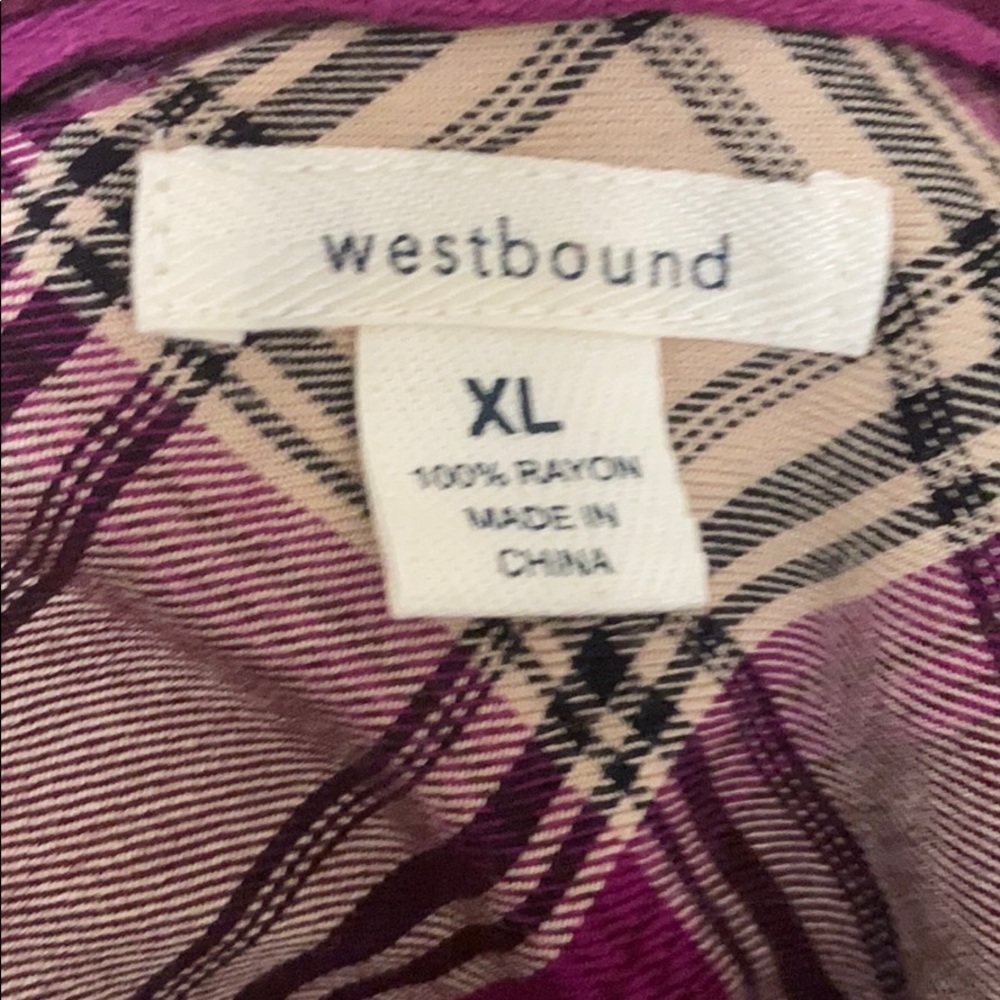 westbound
XL
100% RAYON
MADE IN
CHINA